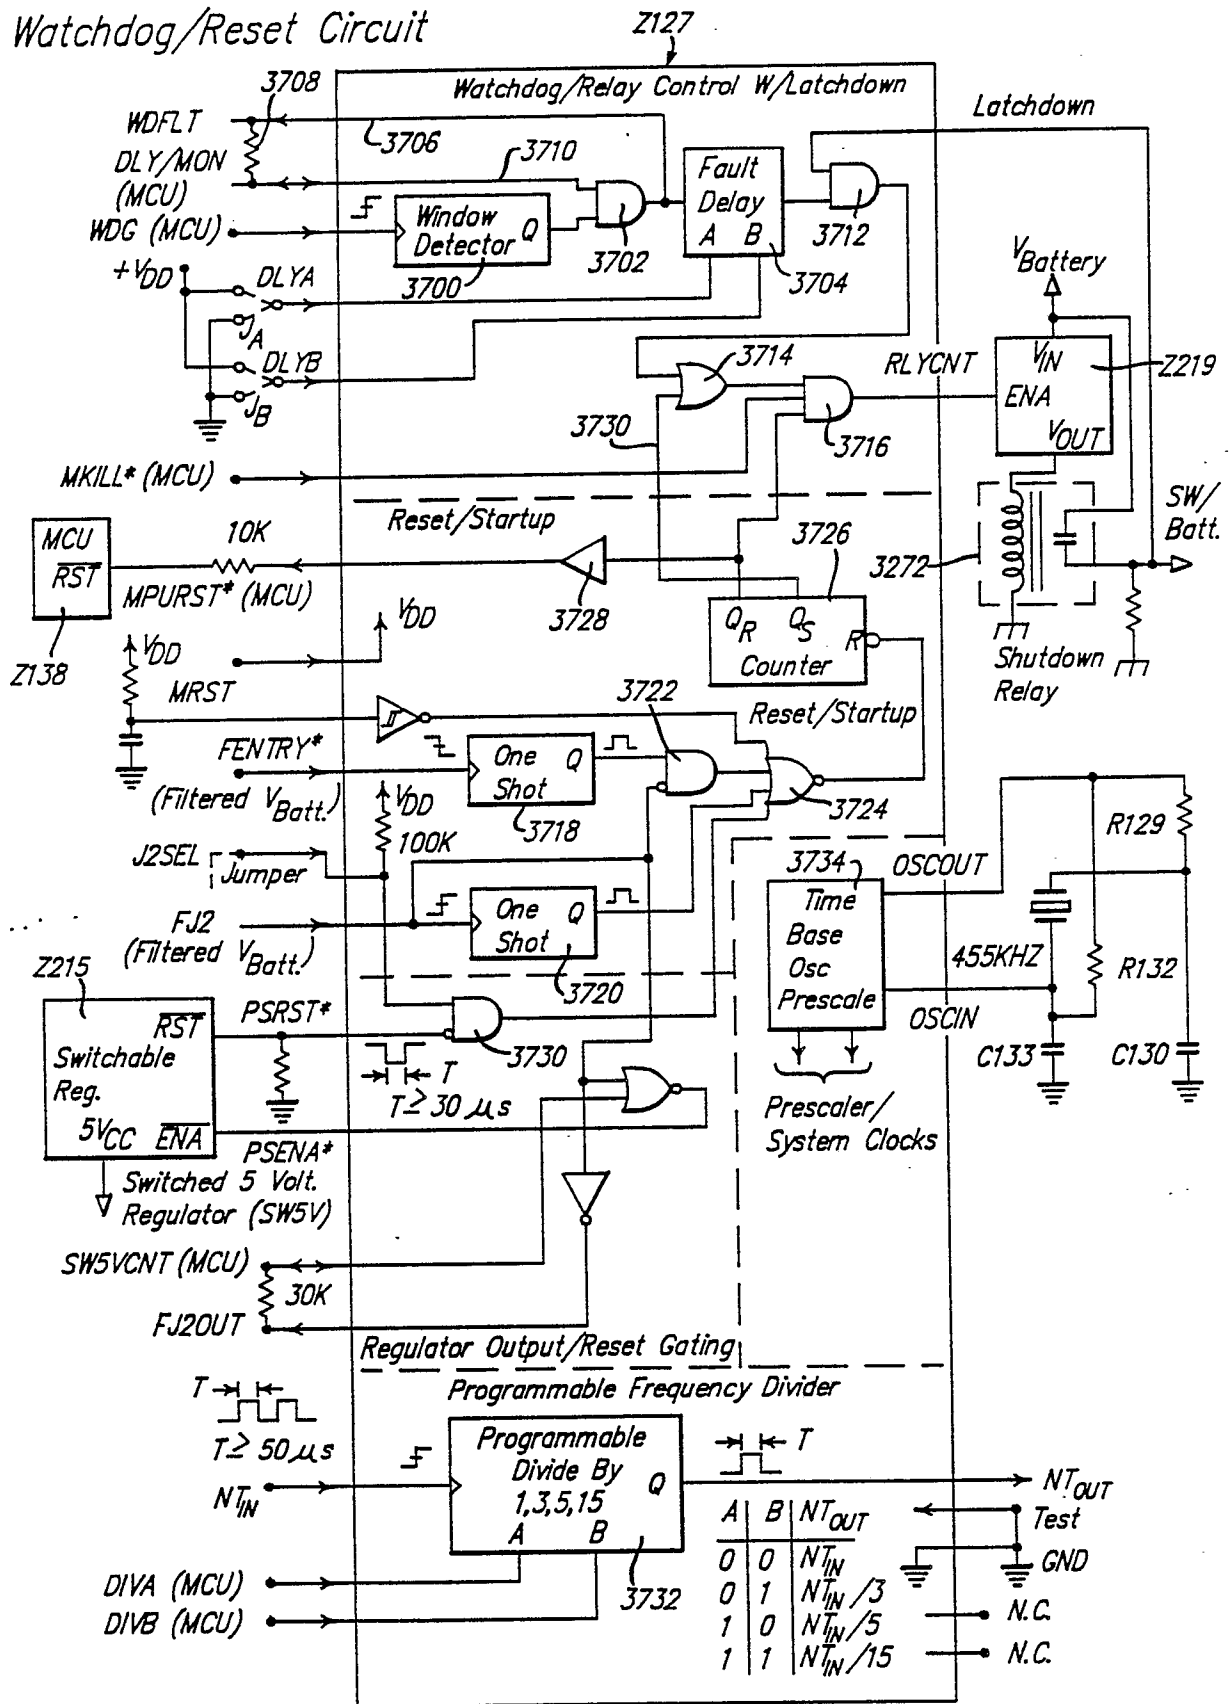 Watchdog/Reset Circuit
Z127
Watchdog/Relay Control W/Latchdown
3708
WDFLT
3706
DLY/MON
(MCU)
3710
WDG (MCU)
Window
Detector
Q
3700
3702
Fault
Delay
A B
3704
3712
Latchdown
+VDD
DLYA
JA
DLYB
JB
VBattery
3714
RLYCNT
VIN
ENA
VOUT
Z219
3730
3716
MKILL* (MCU)
Reset/Startup
MCU
RST
10K
MPURST* (MCU)
Z138
3728
3726
QR QS
R
Counter
3272
SW/
Batt.
Shutdown
Relay
VDD
VDD
MRST
3722
Reset/Startup
FENTRY*
(Filtered VBatt.)
One
Shot
Q
3718
3724
VDD
100K
J2SEL
Jumper
FJ2
(Filtered VBatt.)
One
Shot
Q
3720
3734
Time
Base
Osc
Prescale
OSCOUT
OSCIN
R129
455KHZ
R132
C133
C130
Prescaler/
System Clocks
Z215
Switchable
Reg.
RST
5VCC
ENA
PSRST*
3730
T
T≥30 μs
PSENA*
Switched 5 Volt.
Regulator (SW5V)
SW5VCNT (MCU)
30K
FJ2OUT
Regulator Output/Reset Gating
Programmable Frequency Divider
T
T≥ 50μs
NTIN
Programmable
Divide By
1,3,5,15
Q
A B
3732
T
NTOUT
Test
GND
A B NTOUT
0 0 NTIN
0 1 NTIN/3
1 0 NTIN/5
1 1 NTIN/15
N.C.
N.C.
DIVA (MCU)
DIVB (MCU)